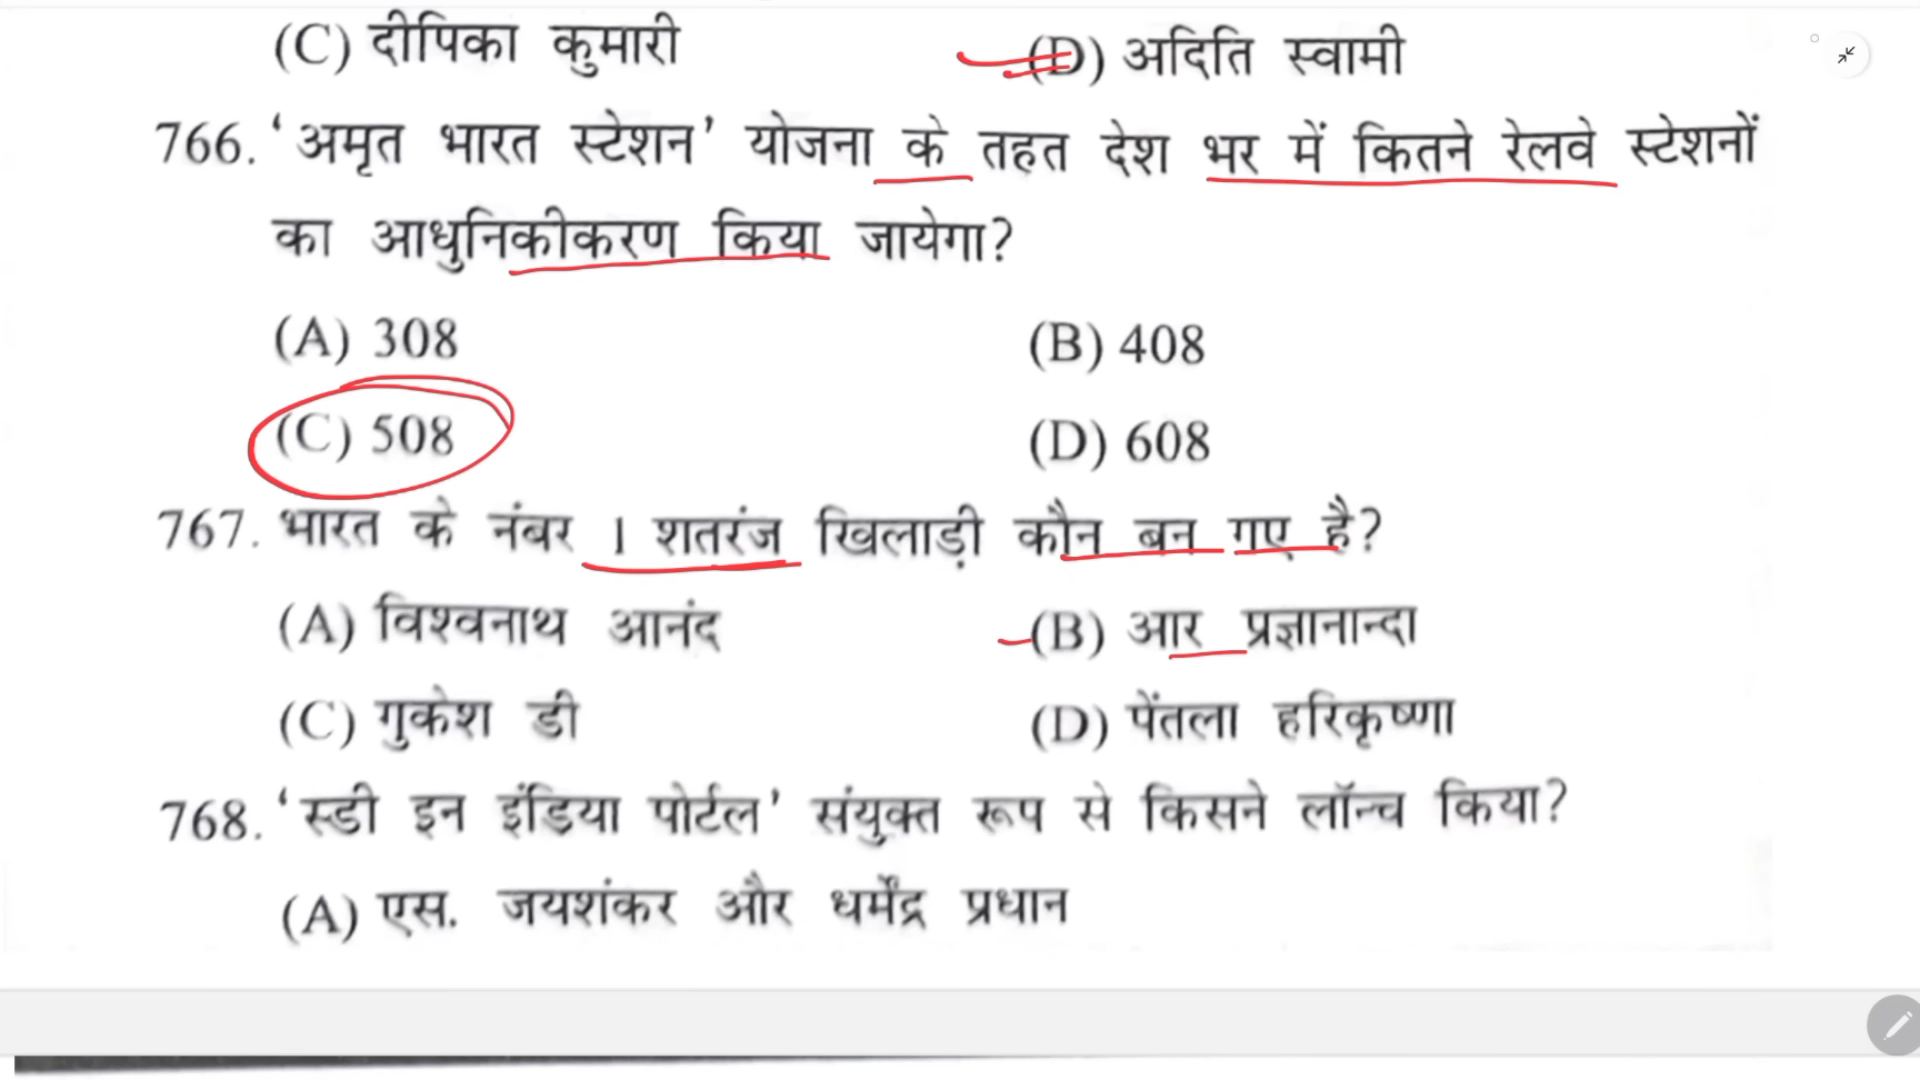 (C) दीपिका कुमारी (D) अदिति स्वामी
766. ‘अमृत भारत स्टेशन’ योजना के तहत देश भर में कितने रेलवे स्टेशनों
का आधुनिकीकरण किया जायेगा?
(A) 308 (B) 408
(C) 508 (D) 608
767. भारत के नंबर 1 शतरंज खिलाड़ी कौन बन गए है?
(A) विश्वनाथ आनंद (B) आर प्रज्ञानान्दा
(C) गुकेश डी (D) पेंतला हरिकृष्णा
768. ‘स्डी इन इंडिया पोर्टल’ संयुक्त रूप से किसने लॉन्च किया?
(A) एस. जयशंकर और धर्मेंद्र प्रधान